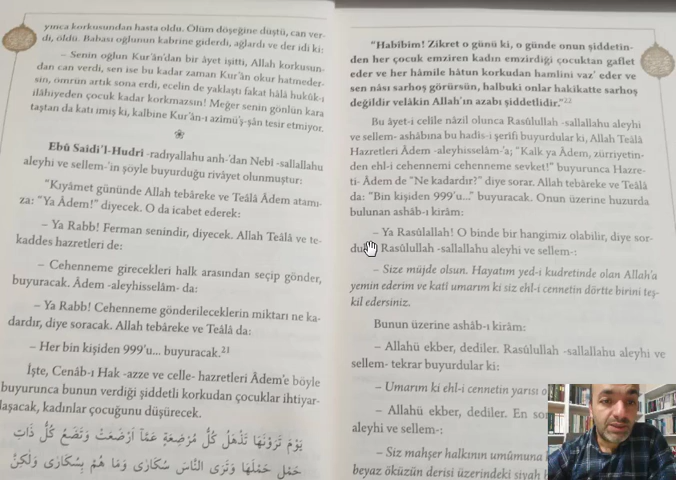 yınca korkusundan hasta oldu. Ölüm döşeğine düştü, can ver-
di, öldü. Babası oğlunun kabrine giderdi, ağlardı ve der idi ki:
– Senin oğlun Kur'ân'dan bir âyet işitti, Allah korkusun-
dan can verdi, sen ise bu kadar zaman Kur'ân okur hatmeder-
sin, ömrün artık sona erdi, ecelin de yaklaştı fakat hâlâ hukûk-ı
ilâhiyeden çocuk kadar korkmazsın! Meğer senin gönlün kara
taştan da katı imiş ki, kalbine Kur'ân-ı azîmü'ş-şân tesir etmiyor.
Ebû Saîdi'l-Hudrî -radıyallahu anh-'dan Nebî -sallallahu
aleyhi ve sellem-'in şöyle buyurduğu rivâyet olunmuştur:
"Kıyâmet gününde Allah tebâreke ve Teâlâ Âdem atamı-
za: "Ya Âdem!" diyecek. O da icabet ederek:
– Ya Rabb! Ferman senindir, diyecek. Allah Teâlâ ve te-
kaddes hazretleri de:
– Cehenneme girecekleri halk arasından seçip gönder,
buyuracak. Âdem -aleyhisselâm- da:
– Ya Rabb! Cehenneme gönderileceklerin miktarı ne ka-
dardır, diye soracak. Allah tebâreke ve Teâlâ da:
– Her bin kişiden 999'u... buyuracak.21
İşte, Cenâb-ı Hak -azze ve celle- hazretleri Âdem'e böyle
buyurunca bunun verdiği şiddetli korkudan çocuklar ihtiyar-
laşacak, kadınlar çocuğunu düşürecek.
يَوْمَ تَرَوْنَهَا تَذْهَلُ كُلُّ مُرْضِعَةٍ عَمَّٓا اَرْضَعَتْ وَتَضَعُ كُلُّ ذَاتِ
حَمْلٍ حَمْلَهَا وَتَرَى النَّاسَ سُكَارٰى وَمَا هُمْ بِسُكَارٰى وَلٰكِنَّ
"Habîbim! Zikret o günü ki, o günde onun şiddetin-
den her çocuk emziren kadın emzirdiği çocuktan gaflet
eder ve her hâmile hâtun korkudan hamlini vaz' eder ve
sen nâsı sarhoş görürsün, halbuki onlar hakikatte sarhoş
değildir velâkin Allah'ın azabı şiddetlidir."22
Bu âyet-i celîle nâzil olunca Rasûlullah -sallallahu aleyhi
ve sellem- ashâbına bu hadis-i şerifi buyurdular ki, Allah Teâlâ
Hazretleri Âdem -aleyhisselâm-'a; "Kalk ya Âdem, zürriyetin-
den ehl-i cehennemi cehenneme sevket!" buyurunca Hazre-
ti- Âdem de "Ne kadardır?" diye sorar. Allah tebâreke ve Teâlâ
da: "Bin kişiden 999'u..." buyuracak. Onun üzerine huzurda
bulunan ashâb-ı kirâm:
– Ya Rasûlallah! O binde bir hangimiz olabilir, diye sor-
du. Rasûlullah -sallallahu aleyhi ve sellem-:
– Size müjde olsun. Hayatım yed-i kudretinde olan Allah'a
yemin ederim ve katî umarım ki siz ehl-i cennetin dörtte birini teş-
kil edersiniz.
Bunun üzerine ashâb-ı kirâm:
– Allahü ekber, dediler. Rasûlullah -sallallahu aleyhi ve
sellem- tekrar buyurdular ki:
– Umarım ki ehl-i cennetin yarısı
– Allahü ekber, dediler. En
aleyhi ve sellem-:
– Siz mahşer halkının umûmuna
beyaz öküzün derisi üzerindeki siyah